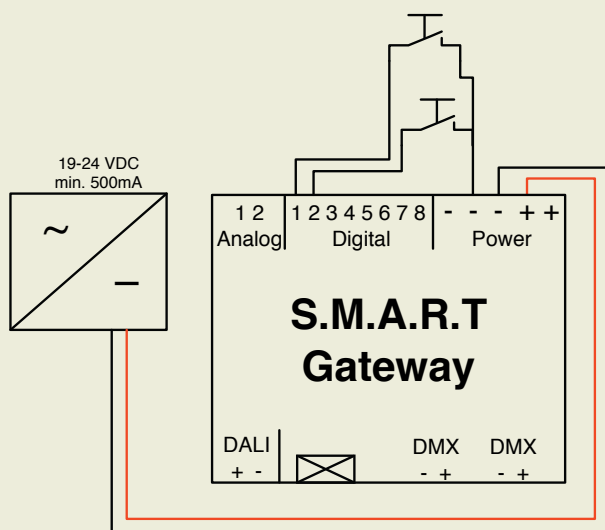 19-24 VDC
min. 500mA
~
–
1 2 1 2 3 4 5 6 7 8 - - - + +
Analog Digital Power
S.M.A.R.T
Gateway
DALI DMX DMX
+ - - + - +